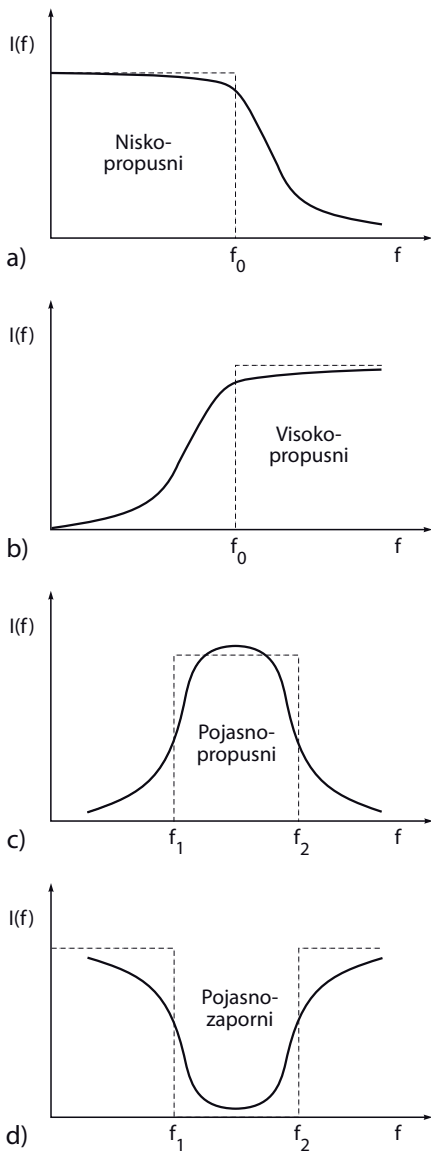 I(f)
Nisko-
propusni
a)
f0
f
I(f)
Visoko-
propusni
b)
f0
f
I(f)
Pojasno-
propusni
c)
f1
f2
f
I(f)
Pojasno-
zaporni
d)
f1
f2
f